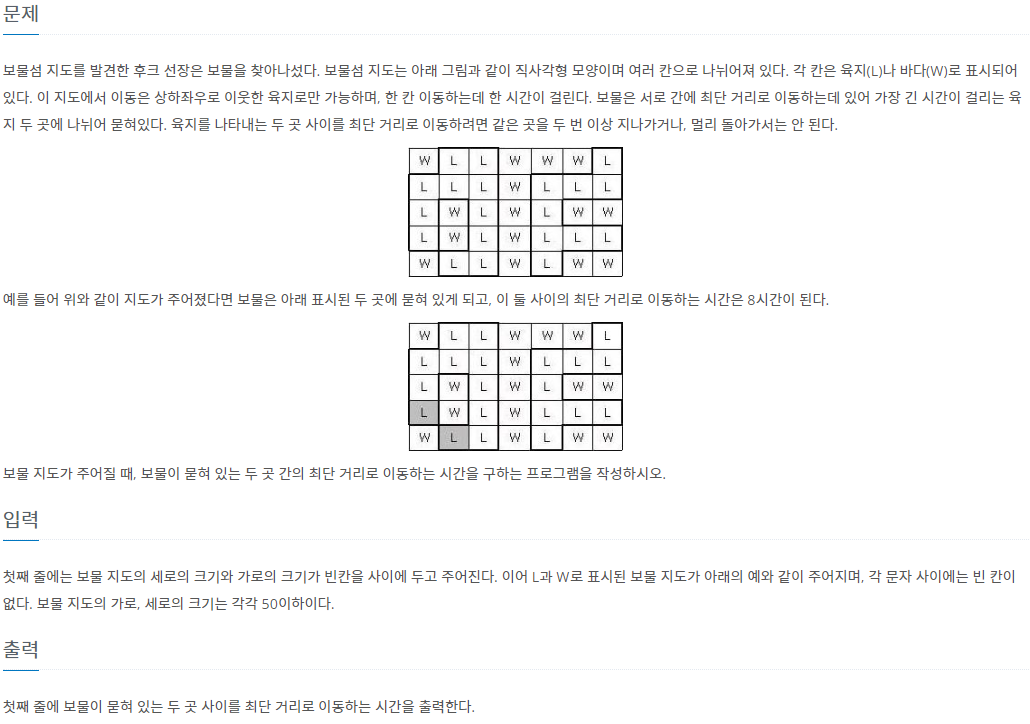 문제
보물섬 지도를 발견한 후크 선장은 보물을 찾아나섰다. 보물섬 지도는 아래 그림과 같이 직사각형 모양이며 여러 칸으로 나뉘어져 있다. 각 칸은 육지(L)나 바다(W)로 표시되어
있다. 이 지도에서 이동은 상하좌우로 이웃한 육지로만 가능하며, 한 칸 이동하는데 한 시간이 걸린다. 보물은 서로 간에 최단 거리로 이동하는데 있어 가장 긴 시간이 걸리는 육
지 두 곳에 나뉘어 묻혀있다. 육지를 나타내는 두 곳 사이를 최단 거리로 이동하려면 같은 곳을 두 번 이상 지나가거나, 멀리 돌아가서는 안 된다.
W L L W W W L
L L L W L L L
L W L W L W W
L W L W L L L
W L L W L W W
예를 들어 위와 같이 지도가 주어졌다면 보물은 아래 표시된 두 곳에 묻혀 있게 되고, 이 둘 사이의 최단 거리로 이동하는 시간은 8시간이 된다.
W L L W W W L
L L L W L L L
L W L W L W W
L W L W L L L
W L L W L W W
보물 지도가 주어질 때, 보물이 묻혀 있는 두 곳 간의 최단 거리로 이동하는 시간을 구하는 프로그램을 작성하시오.
입력
첫째 줄에는 보물 지도의 세로의 크기와 가로의 크기가 빈칸을 사이에 두고 주어진다. 이어 L과 W로 표시된 보물 지도가 아래의 예와 같이 주어지며, 각 문자 사이에는 빈 칸이
없다. 보물 지도의 가로, 세로의 크기는 각각 50이하이다.
출력
첫째 줄에 보물이 묻혀 있는 두 곳 사이를 최단 거리로 이동하는 시간을 출력한다.